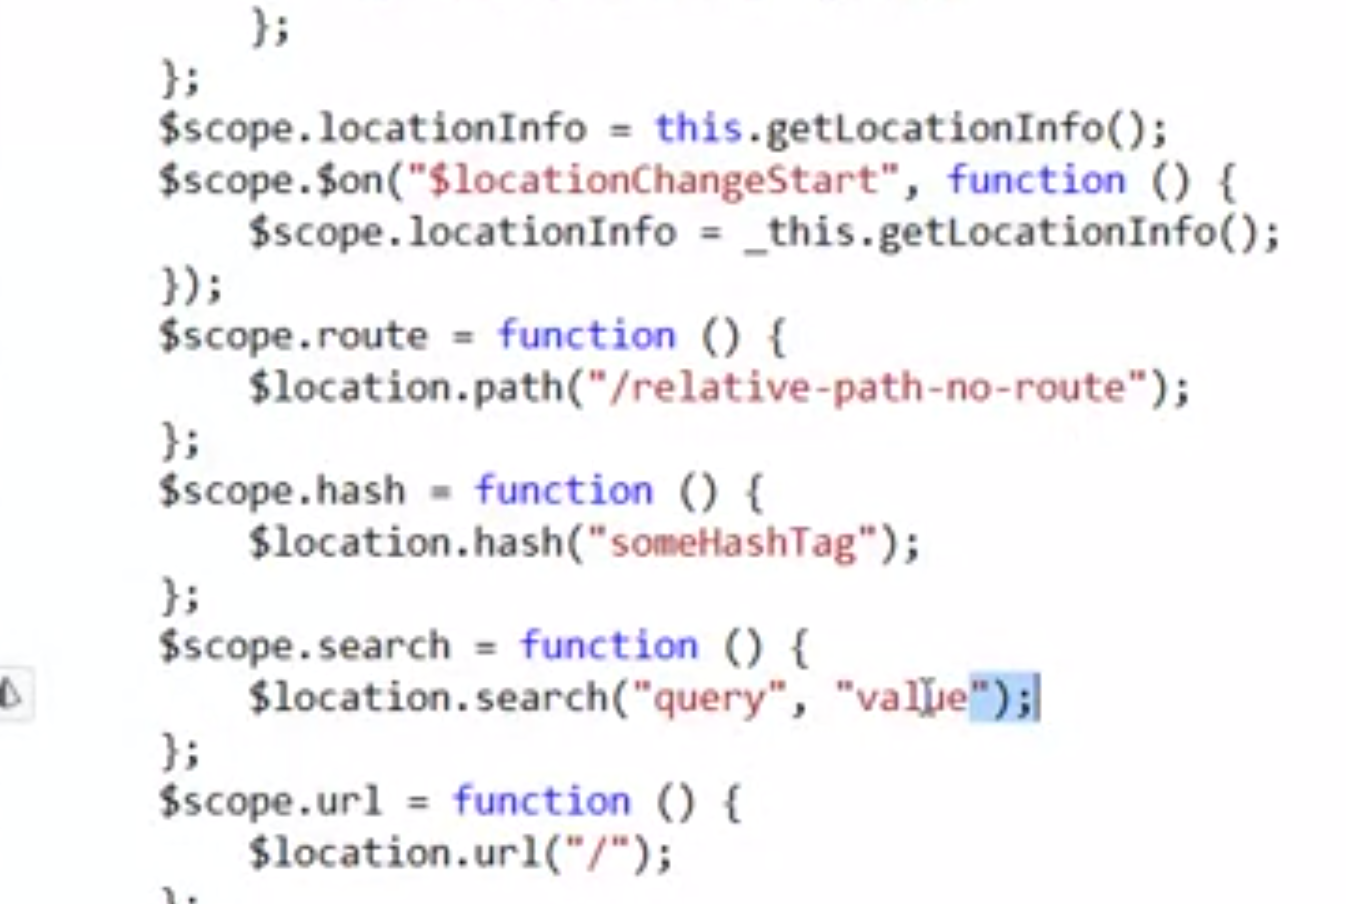 };
};
$scope.locationInfo = this.getLocationInfo();
$scope.$on("$locationChangeStart", function () {
$scope.locationInfo = _this.getLocationInfo();
});
$scope.route = function () {
$location.path("/relative-path-no-route");
};
$scope.hash = function () {
$location.hash("someHashTag");
};
$scope.search = function () {
$location.search("query", "value");
};
$scope.url = function () {
$location.url("/");
};